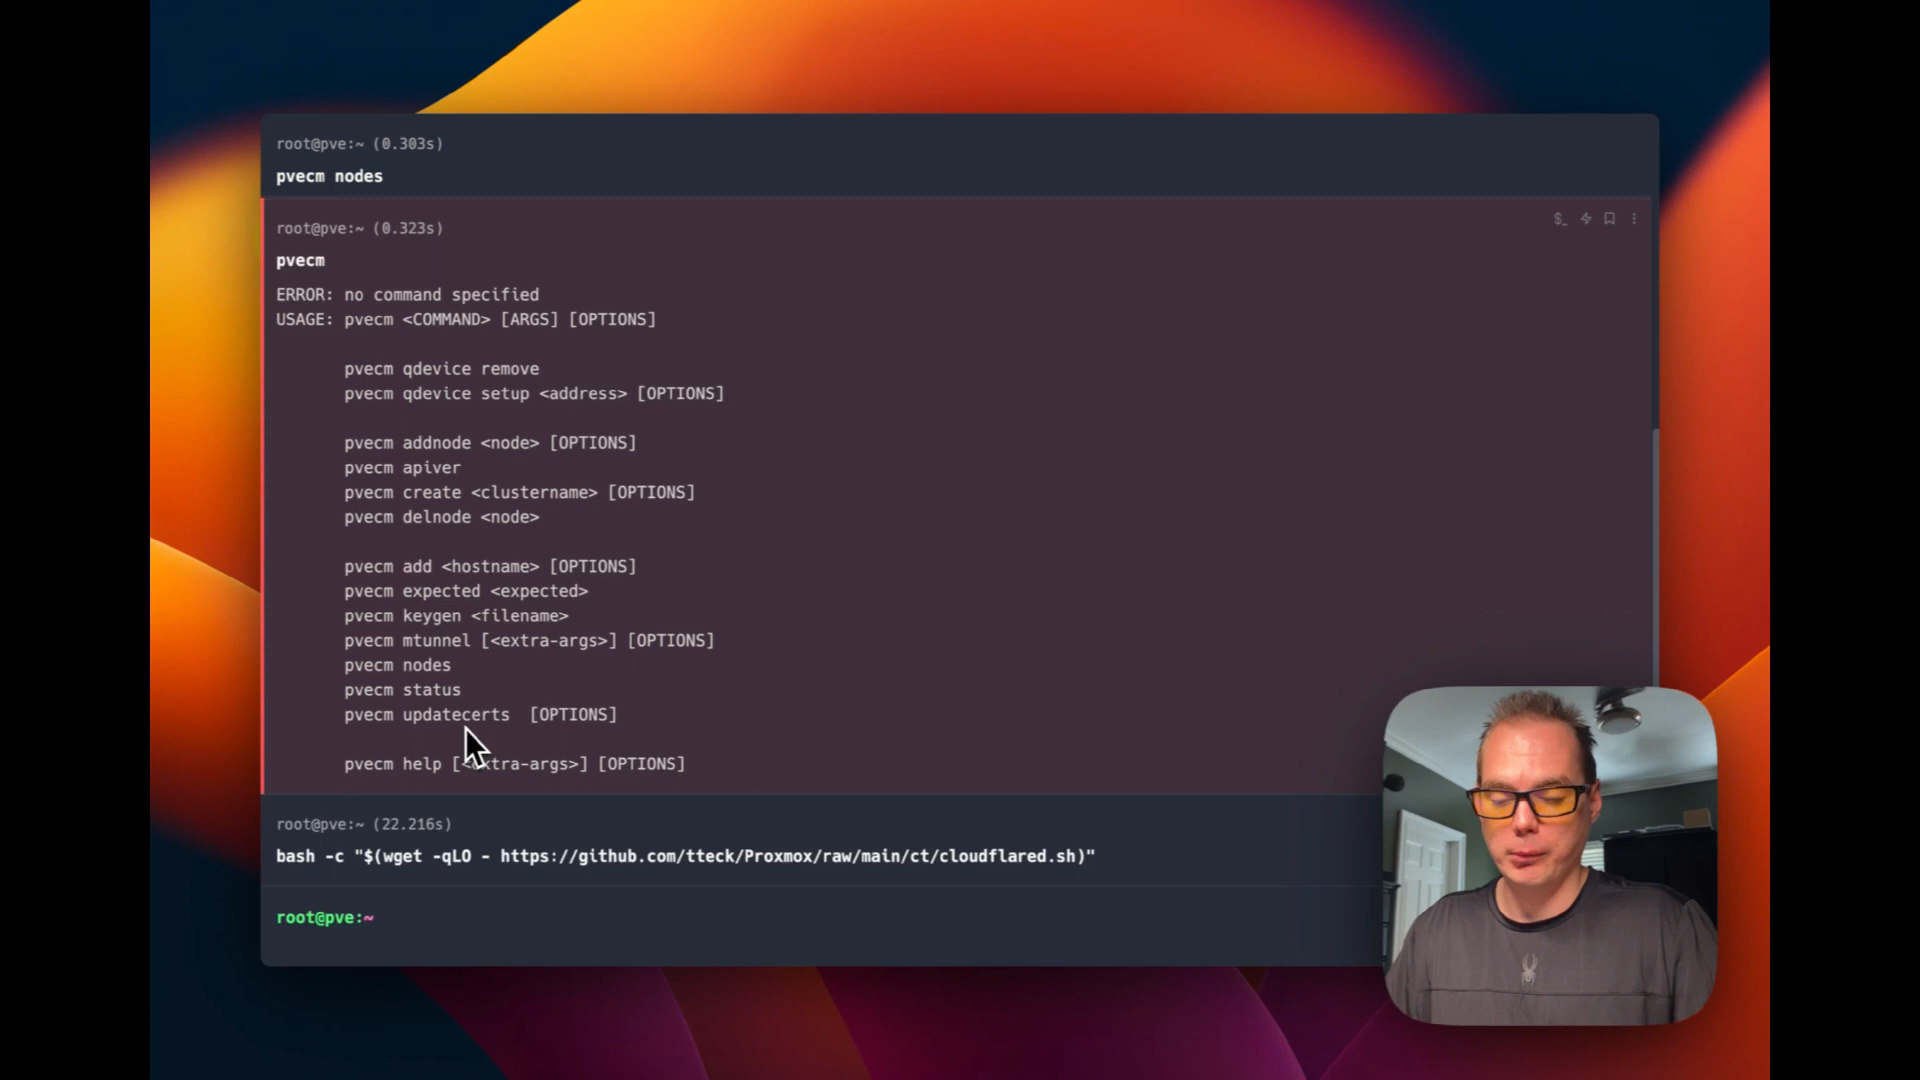 root@pve:~ (0.303s)
pvecm nodes
root@pve:~ (0.323s)
$_
pvecm
ERROR: no command specified
USAGE: pvecm <COMMAND> [ARGS] [OPTIONS]
pvecm qdevice remove
pvecm qdevice setup <address> [OPTIONS]
pvecm addnode <node> [OPTIONS]
pvecm apiver
pvecm create <clustername> [OPTIONS]
pvecm delnode <node>
pvecm add <hostname> [OPTIONS]
pvecm expected <expected>
pvecm keygen <filename>
pvecm mtunnel [<extra-args>] [OPTIONS]
pvecm nodes
pvecm status
pvecm updatecerts  [OPTIONS]
pvecm help [<extra-args>] [OPTIONS]
root@pve:~ (22.216s)
bash -c "$(wget -qLO - https://github.com/tteck/Proxmox/raw/main/ct/cloudflared.sh)"
root@pve:~